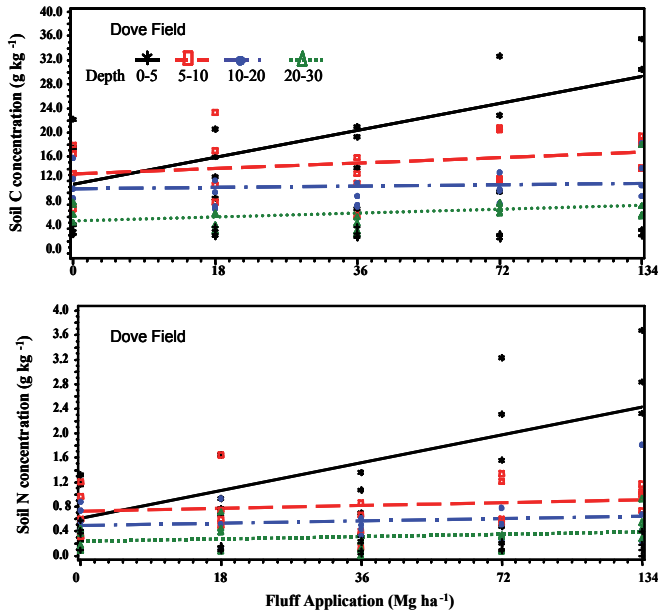 Dove Field
Depth 0-5 5-10 10-20 20-30
Soil C concentration (g kg -1)
40.0
36.0
32.0
28.0
24.0
20.0
16.0
12.0
8.0
4.0
0.0
0 18 36 72 134
Dove Field
Soil N concentration (g kg -1)
4.0
3.6
3.2
2.8
2.4
2.0
1.6
1.2
0.8
0.4
0.0
0 18 36 72 134
Fluff Application (Mg ha-1)